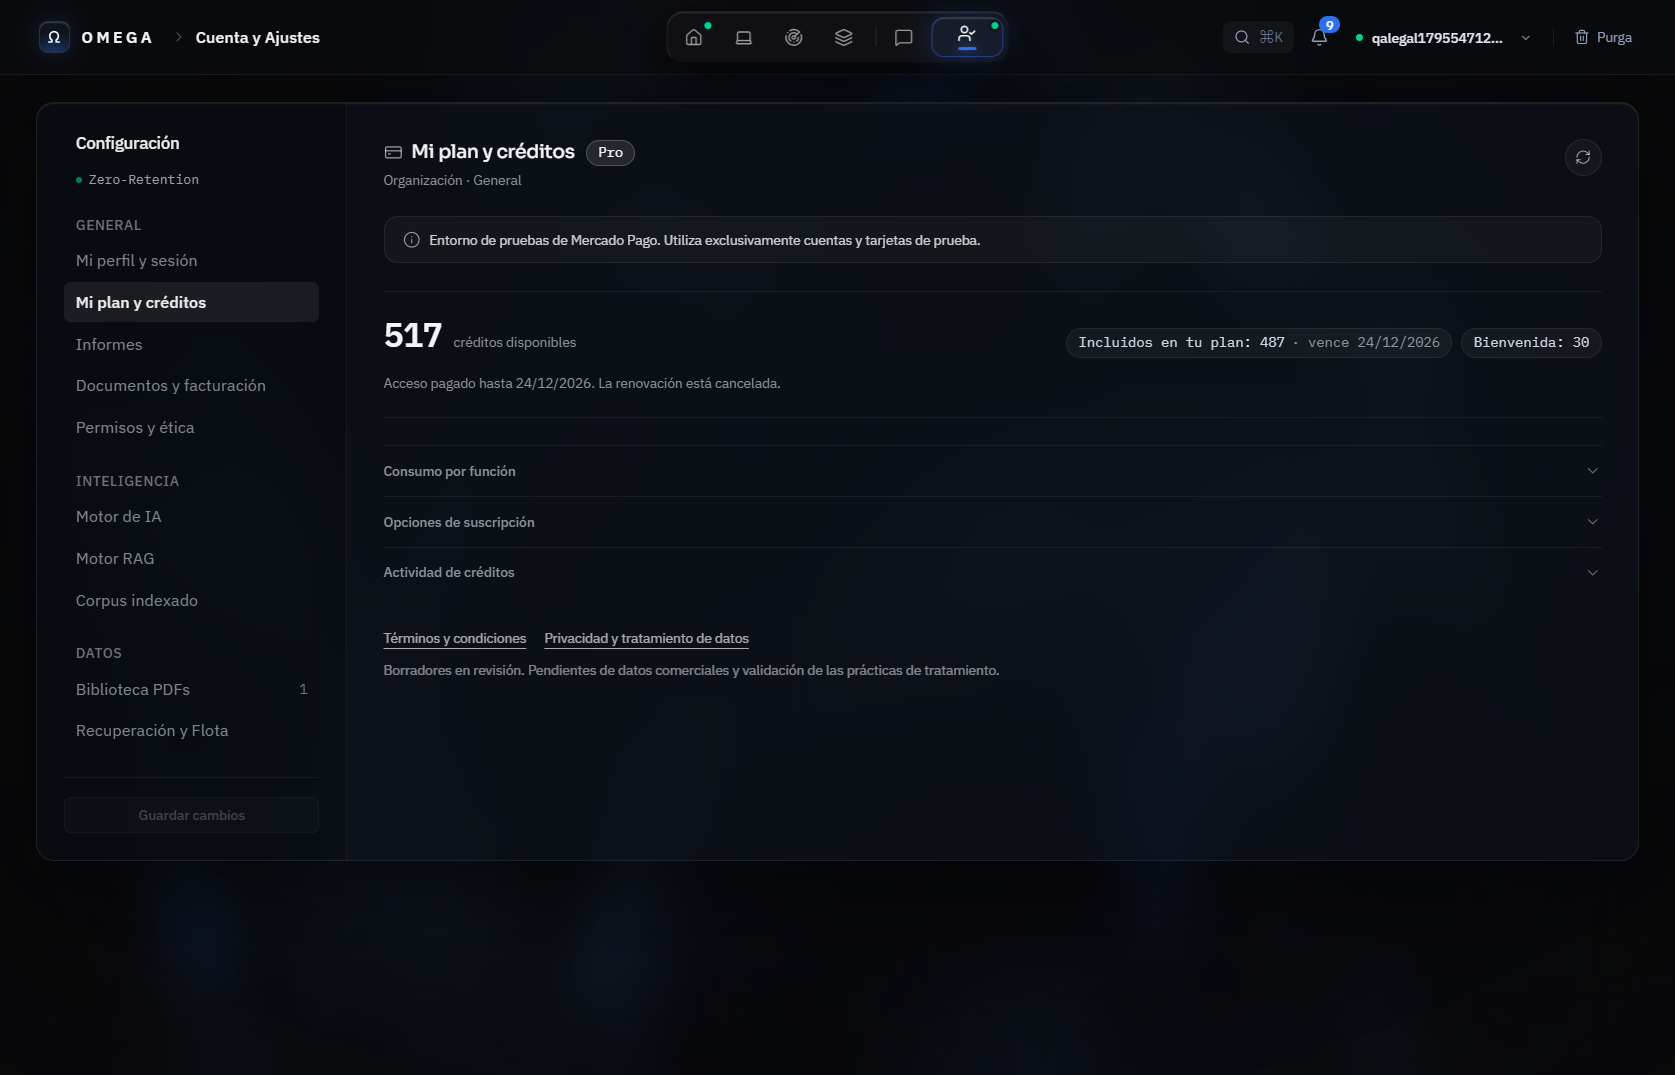 Ω OMEGA > Cuenta y Ajustes
⌘K
9
qalegal179554712...
Purga
Configuración
Zero-Retention
GENERAL
Mi perfil y sesión
Mi plan y créditos
Informes
Documentos y facturación
Permisos y ética
INTELIGENCIA
Motor de IA
Motor RAG
Corpus indexado
DATOS
Biblioteca PDFs 1
Recuperación y Flota
Guardar cambios
Mi plan y créditos Pro
Organización · General
Entorno de pruebas de Mercado Pago. Utiliza exclusivamente cuentas y tarjetas de prueba.
517 créditos disponibles
Incluidos en tu plan: 487 · vence 24/12/2026
Bienvenida: 30
Acceso pagado hasta 24/12/2026. La renovación está cancelada.
Consumo por función
Opciones de suscripción
Actividad de créditos
Términos y condiciones Privacidad y tratamiento de datos
Borradores en revisión. Pendientes de datos comerciales y validación de las prácticas de tratamiento.